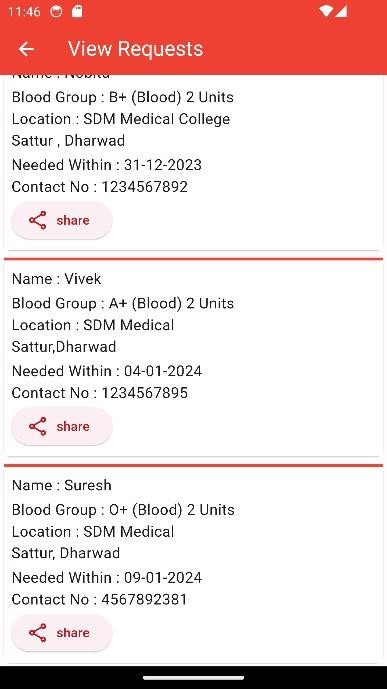 11:46
View Requests
Name : Nobita
Blood Group : B+ (Blood) 2 Units
Location : SDM Medical College
Sattur , Dharwad
Needed Within : 31-12-2023
Contact No : 1234567892
share
Name : Vivek
Blood Group : A+ (Blood) 2 Units
Location : SDM Medical
Sattur,Dharwad
Needed Within : 04-01-2024
Contact No : 1234567895
share
Name : Suresh
Blood Group : O+ (Blood) 2 Units
Location : SDM Medical
Sattur, Dharwad
Needed Within : 09-01-2024
Contact No : 4567892381
share